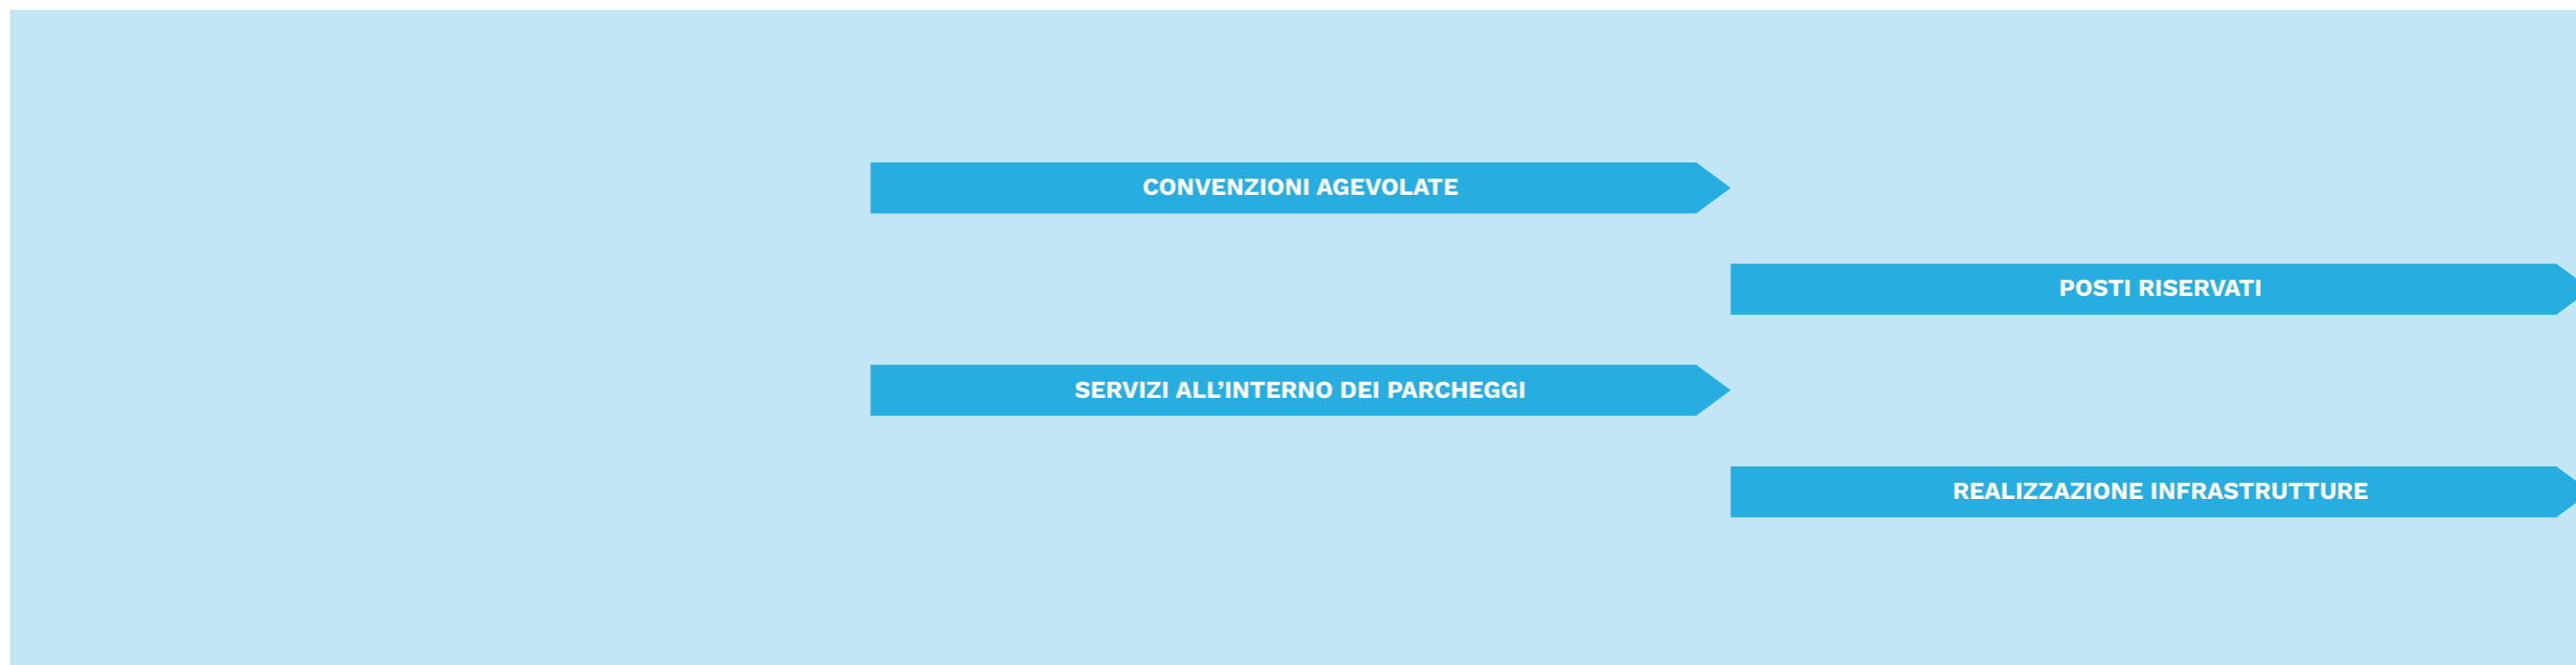 CONVENZIONI AGEVOLATE
POSTI RISERVATI
SERVIZI ALL’INTERNO DEI PARCHEGGI
REALIZZAZIONE INFRASTRUTTURE